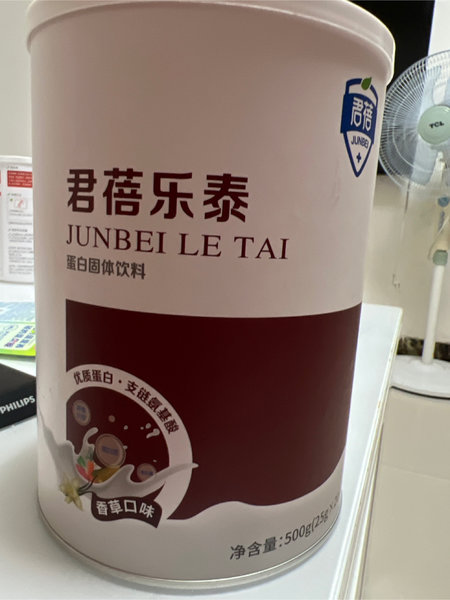 君蓓
JUNBEI
君蓓乐泰
JUNBEI LE TAI
蛋白固体饮料
优质蛋白·支链氨基酸
香草口味
净含量:500g(25g×2
PHILIPS
TCL